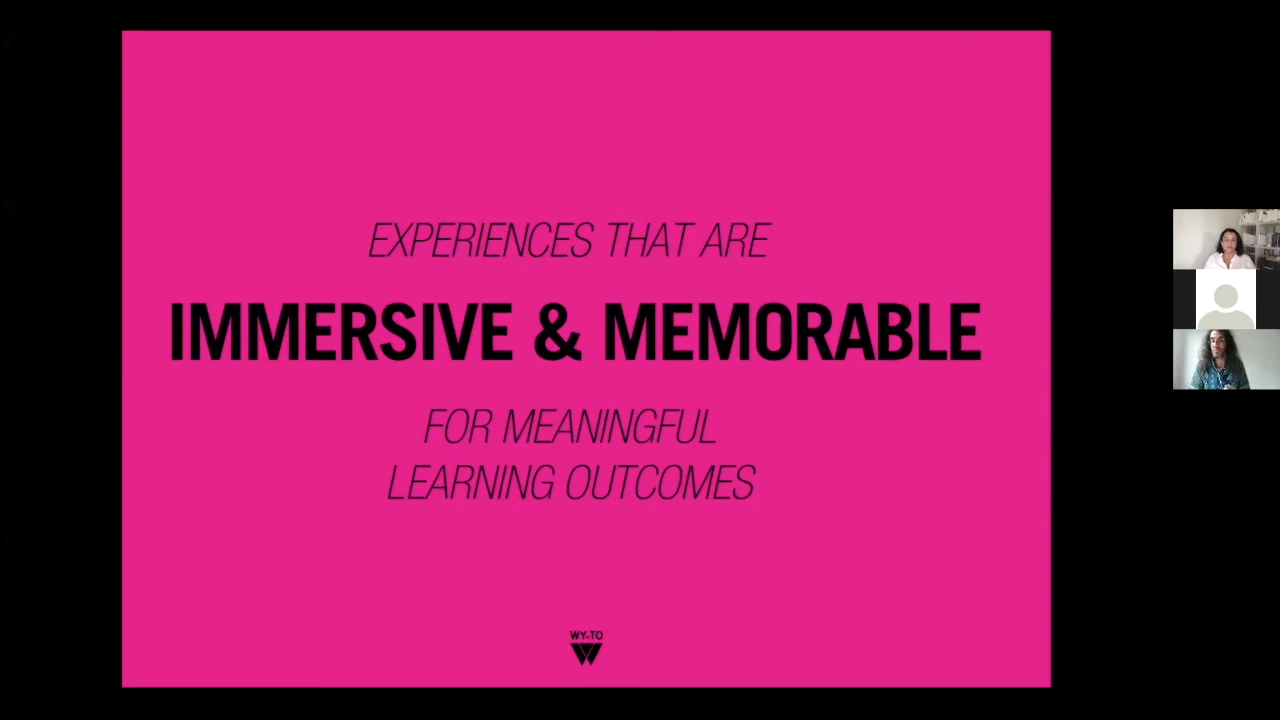 EXPERIENCES THAT ARE
IMMERSIVE & MEMORABLE
FOR MEANINGFUL
LEARNING OUTCOMES
WY-TO